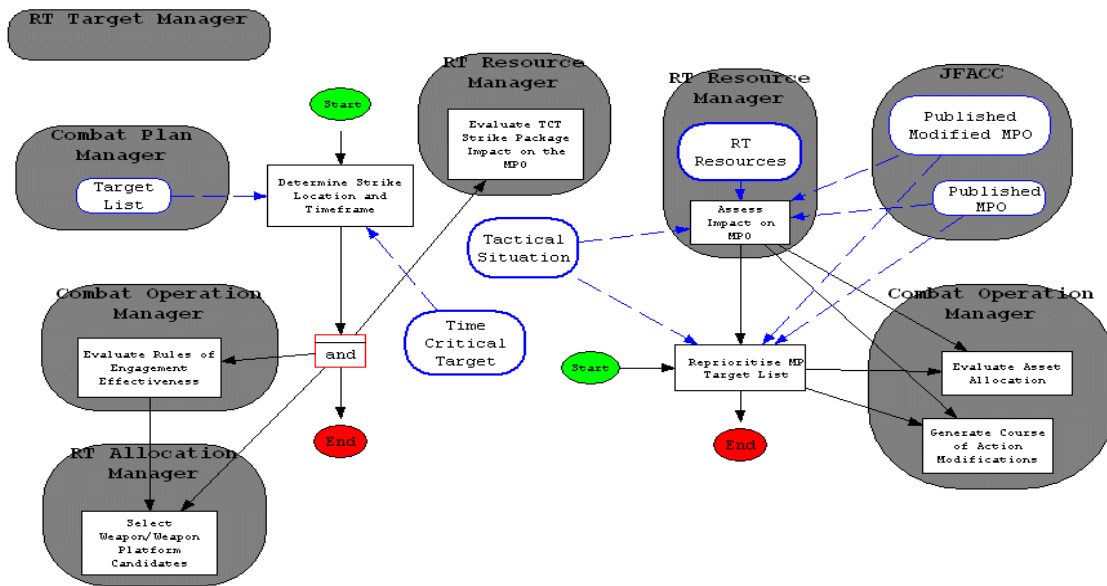 RT Target Manager
Combat Plan
Manager
Target
List
Start
Determine Strike
Location and
Timeframe
RT Resource
Manager
Evaluate TCT
Strike Package
Impact on the
MPO
Combat Operation
Manager
Evaluate Rules of
Engagement
Effectiveness
and
Time
Critical
Target
End
RT Allocation
Manager
Select
Weapon/Weapon
Platform
Candidates
RT Resource
Manager
RT
Resources
Assess
Impact on
MPO
JFACC
Published
Modified MPO
Published
MPO
Tactical
Situation
Start
Reprioritise MP
Target List
End
Combat Operation
Manager
Evaluate Asset
Allocation
Generate Course
of Action
Modifications